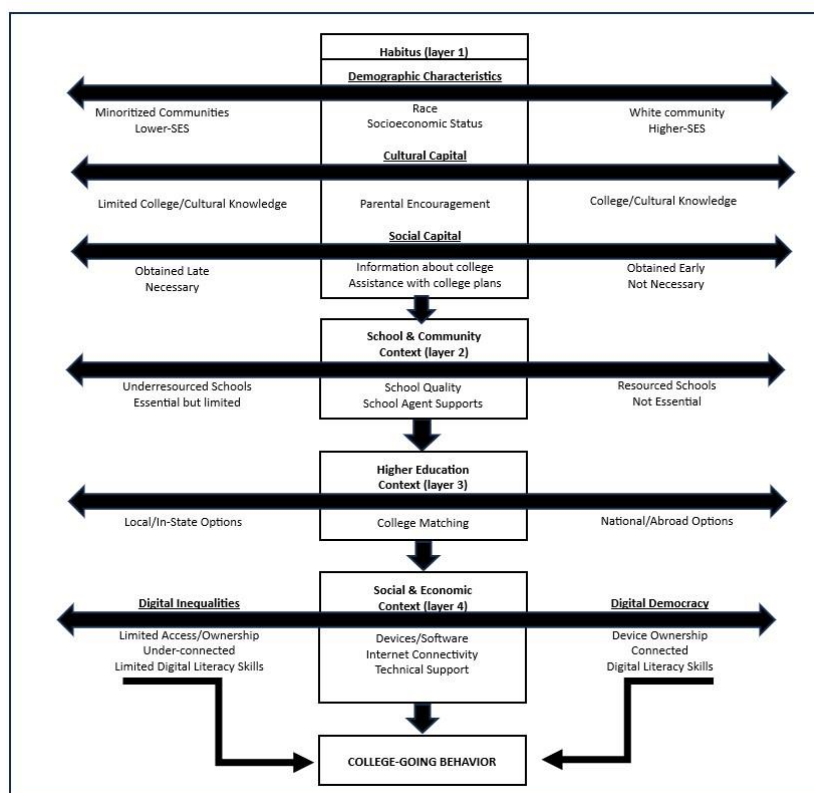 Habitus (layer 1)
Demographic Characteristics
Minoritized Communities
Lower-SES
Race
Socioeconomic Status
White community
Higher-SES
Cultural Capital
Limited College/Cultural Knowledge
Parental Encouragement
College/Cultural Knowledge
Social Capital
Obtained Late
Necessary
Information about college
Assistance with college plans
Obtained Early
Not Necessary
School & Community
Context (layer 2)
Underresourced Schools
Essential but limited
School Quality
School Agent Supports
Resourced Schools
Not Essential
Higher Education
Context (layer 3)
Local/In-State Options
College Matching
National/Abroad Options
Social & Economic
Context (layer 4)
Digital Inequalities
Limited Access/Ownership
Under-connected
Limited Digital Literacy Skills
Devices/Software
Internet Connectivity
Technical Support
Digital Democracy
Device Ownership
Connected
Digital Literacy Skills
COLLEGE-GOING BEHAVIOR